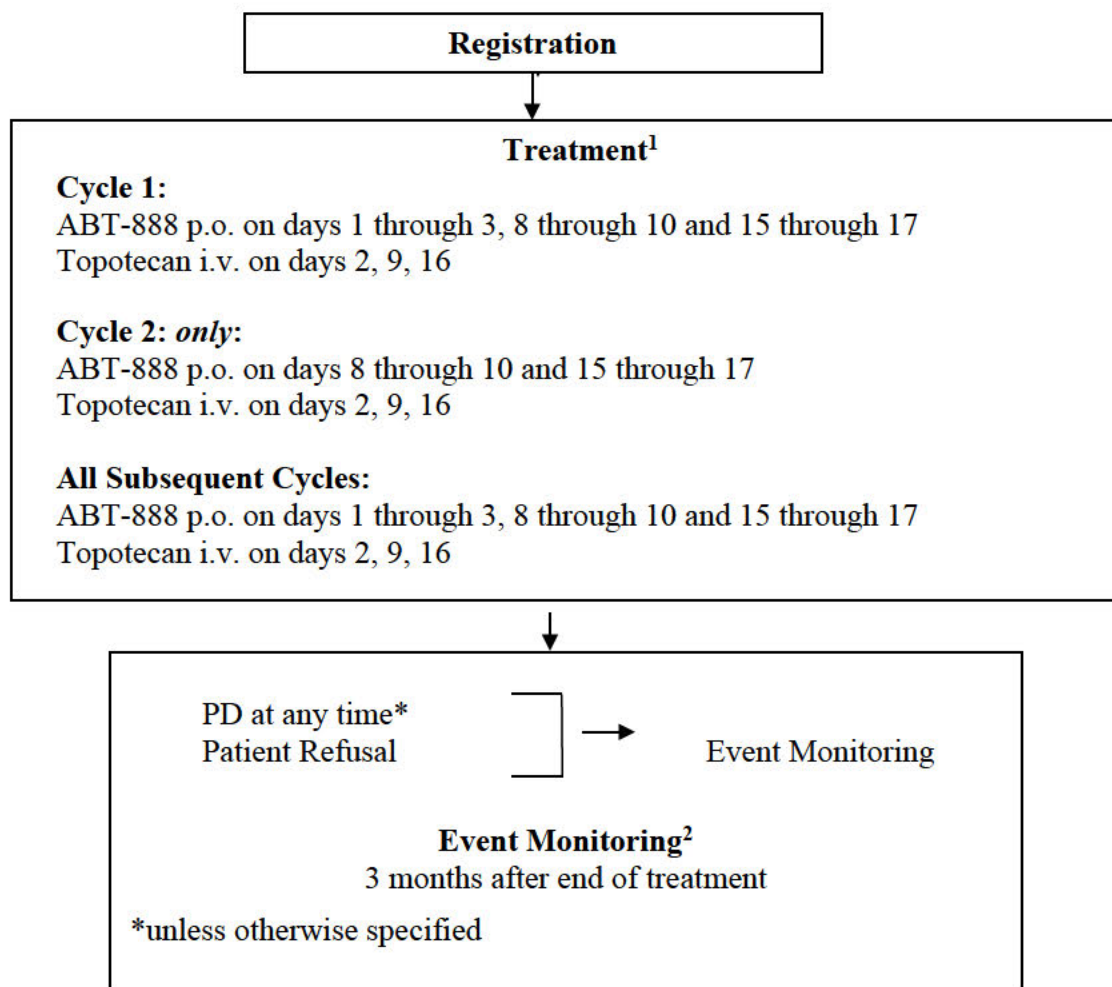 Registration
Treatment¹
Cycle 1:
ABT-888 p.o. on days 1 through 3, 8 through 10 and 15 through 17
Topotecan i.v. on days 2, 9, 16
Cycle 2: only:
ABT-888 p.o. on days 8 through 10 and 15 through 17
Topotecan i.v. on days 2, 9, 16
All Subsequent Cycles:
ABT-888 p.o. on days 1 through 3, 8 through 10 and 15 through 17
Topotecan i.v. on days 2, 9, 16
PD at any time*
Patient Refusal
Event Monitoring
Event Monitoring²
3 months after end of treatment
*unless otherwise specified